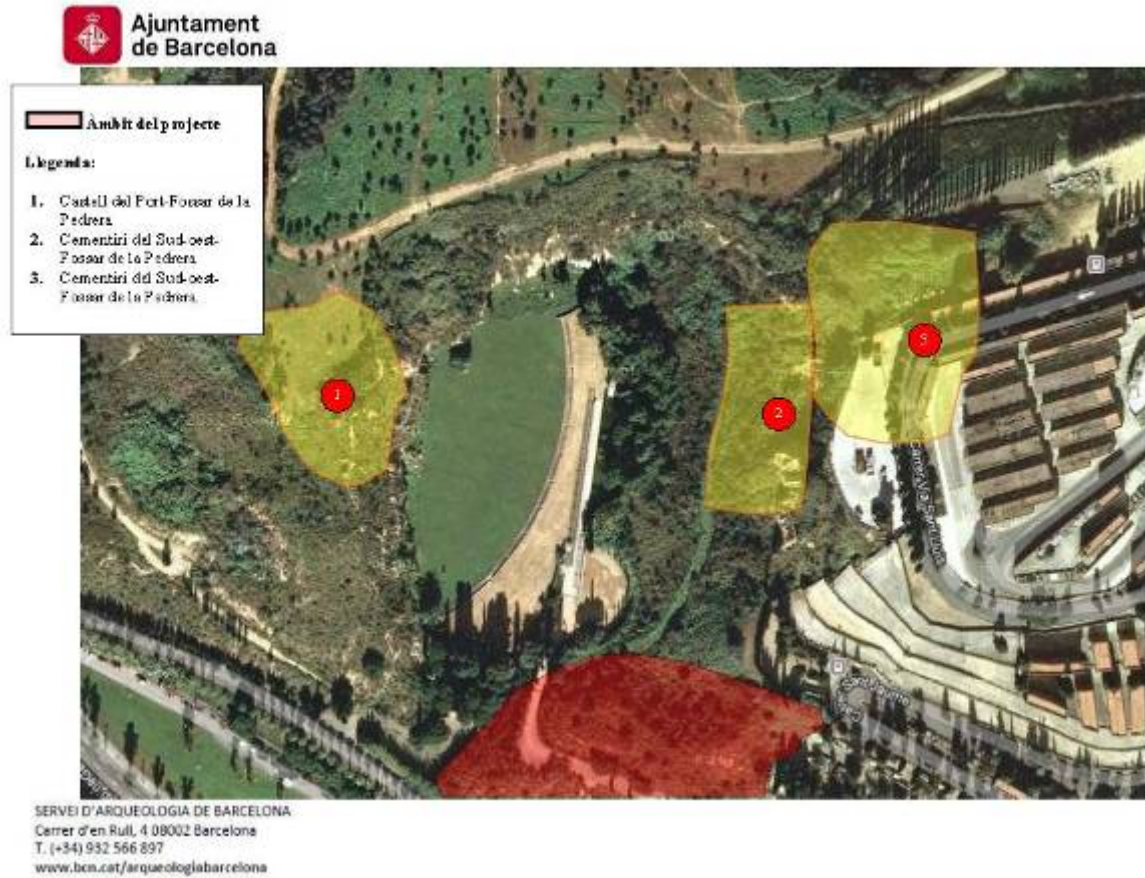 Ajuntament
de Barcelona
Àmbit del projecte
Llegenda:
1. Castell del Port-Fossar de la
Pedrera
2. Cementiri del Sud-oest-
Fossar de la Pedrera
3. Cementiri del Sud-oest-
Fossar de la Pedrera
1
2
3
SERVEI D'ARQUEOLOGIA DE BARCELONA
Carrer d'en Rull, 4 08002 Barcelona
T. (+34) 932 566 897
www.bcn.cat/arqueologiabarcelona